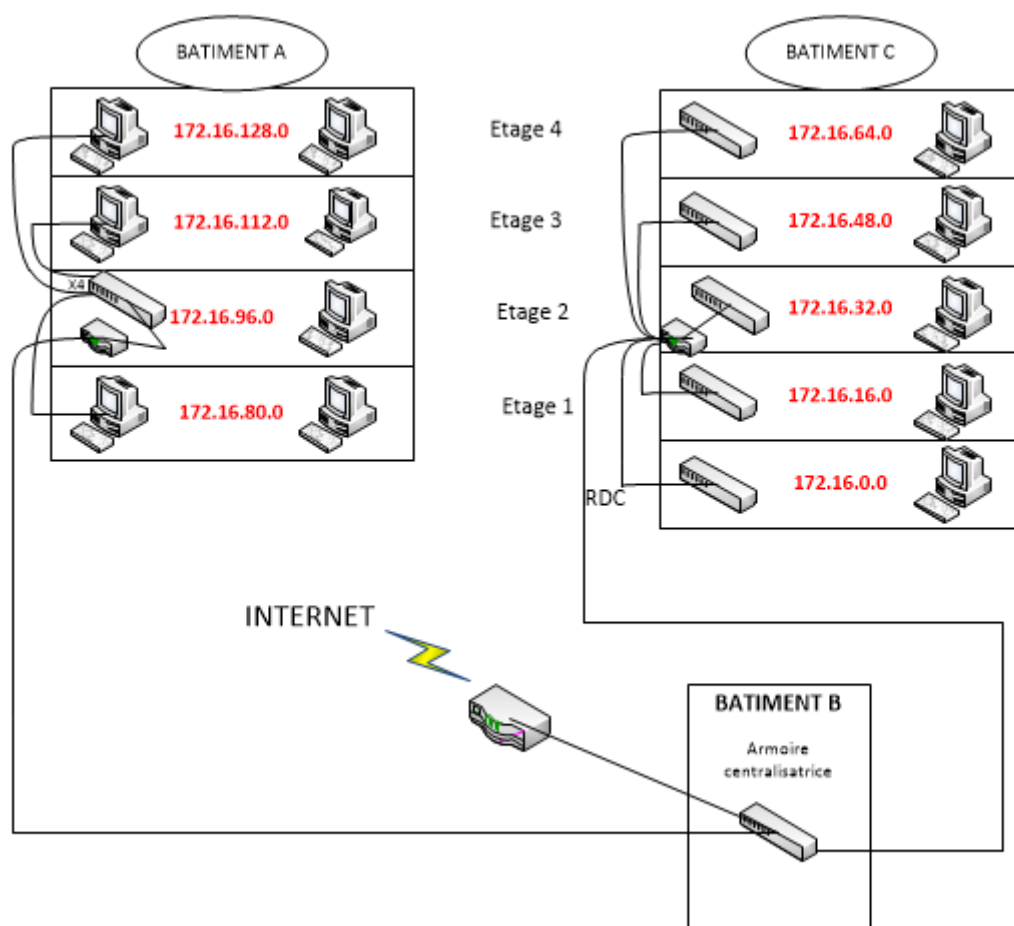 BATIMENT A
BATIMENT C
172.16.128.0
Etage 4
172.16.64.0
172.16.112.0
Etage 3
172.16.48.0
X4
172.16.96.0
Etage 2
172.16.32.0
172.16.80.0
Etage 1
172.16.16.0
172.16.0.0
RDC
INTERNET
BATIMENT B
Armoire
centralisatrice